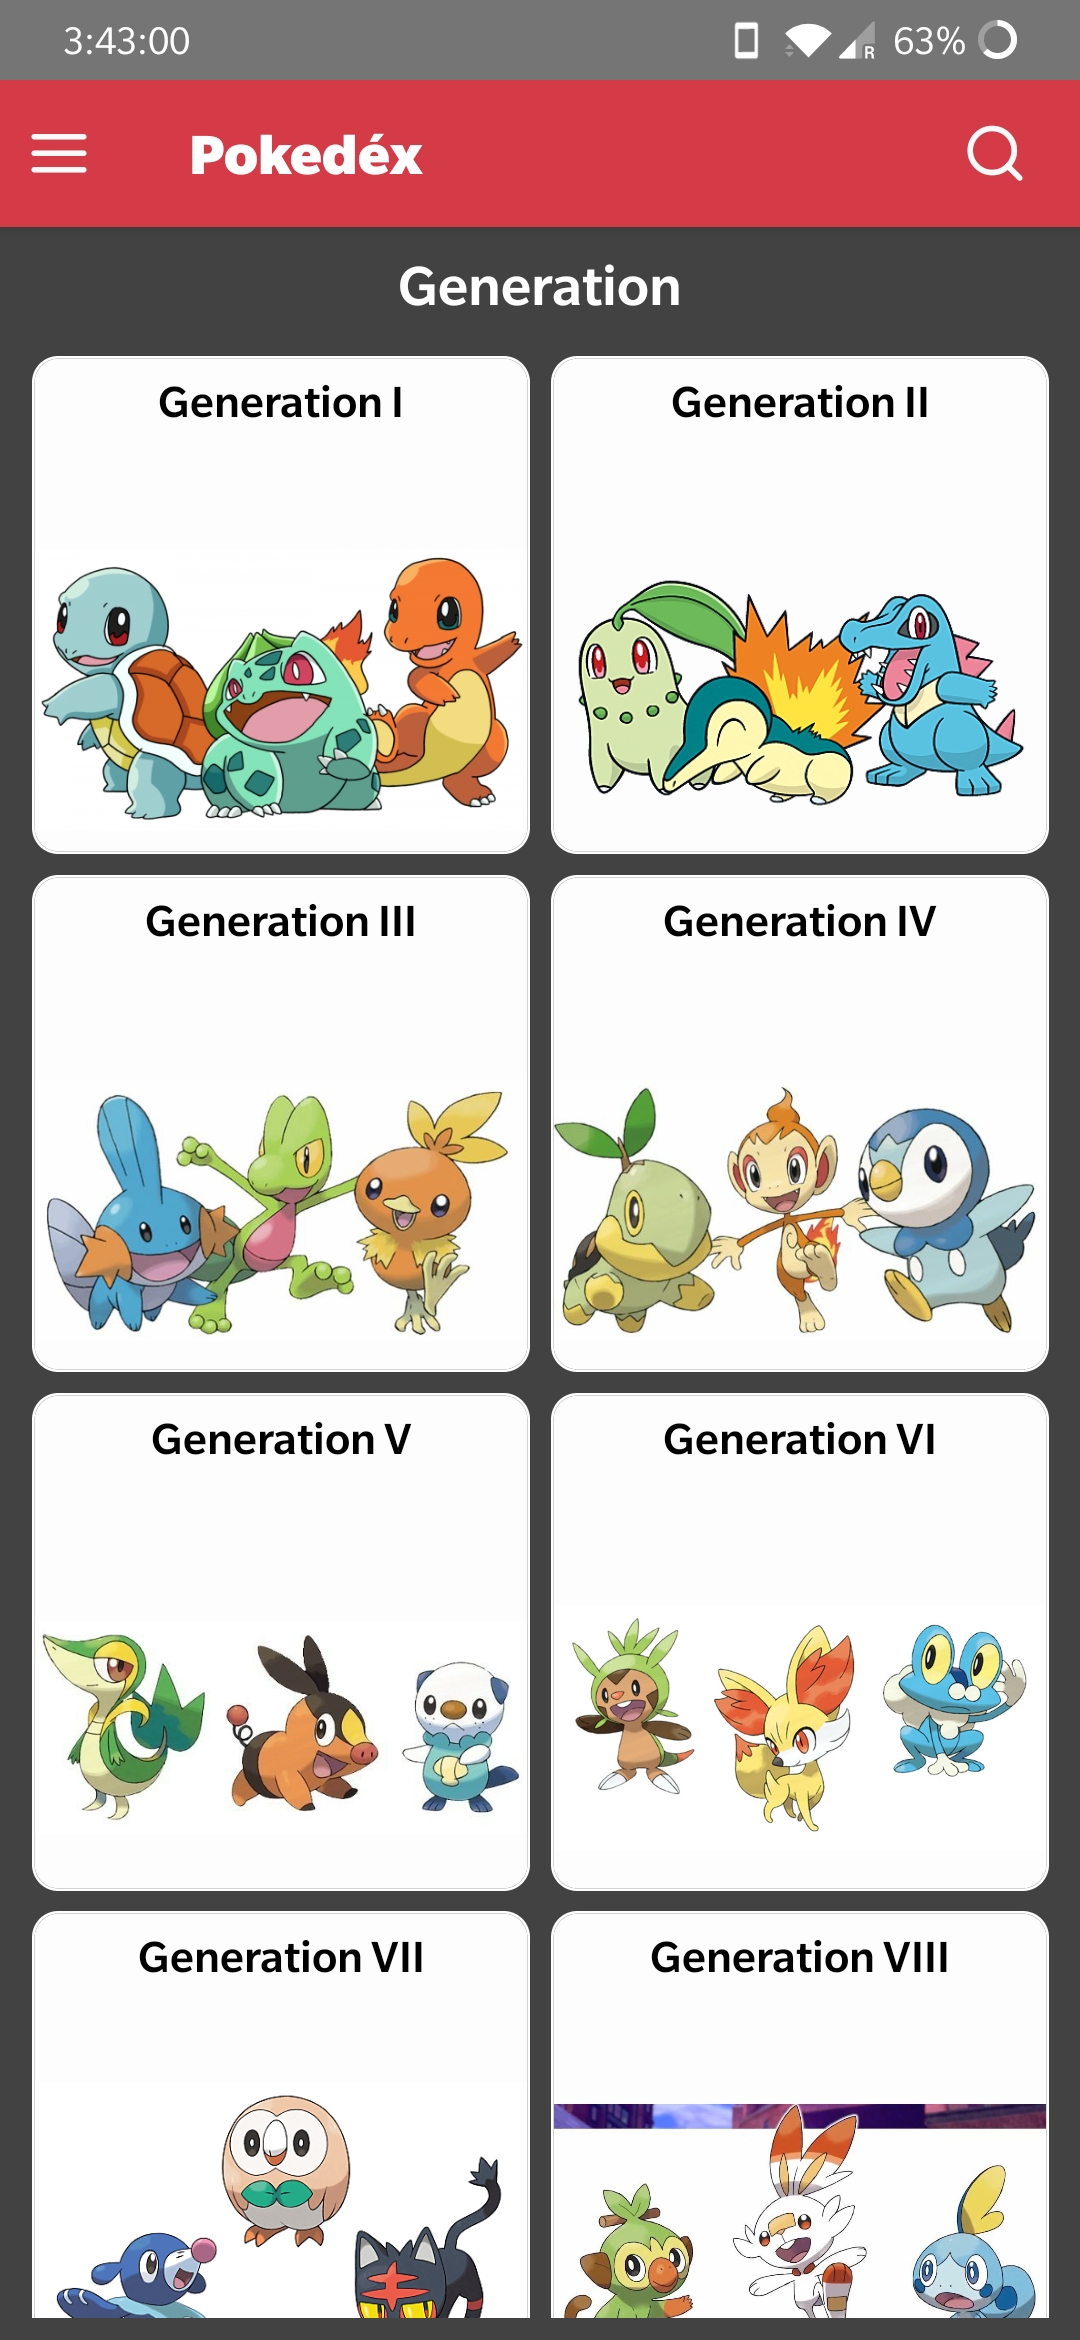 3:43:00
R 63%
Pokedéx
Generation
Generation I
Generation II
Generation III
Generation IV
Generation V
Generation VI
Generation VII
Generation VIII